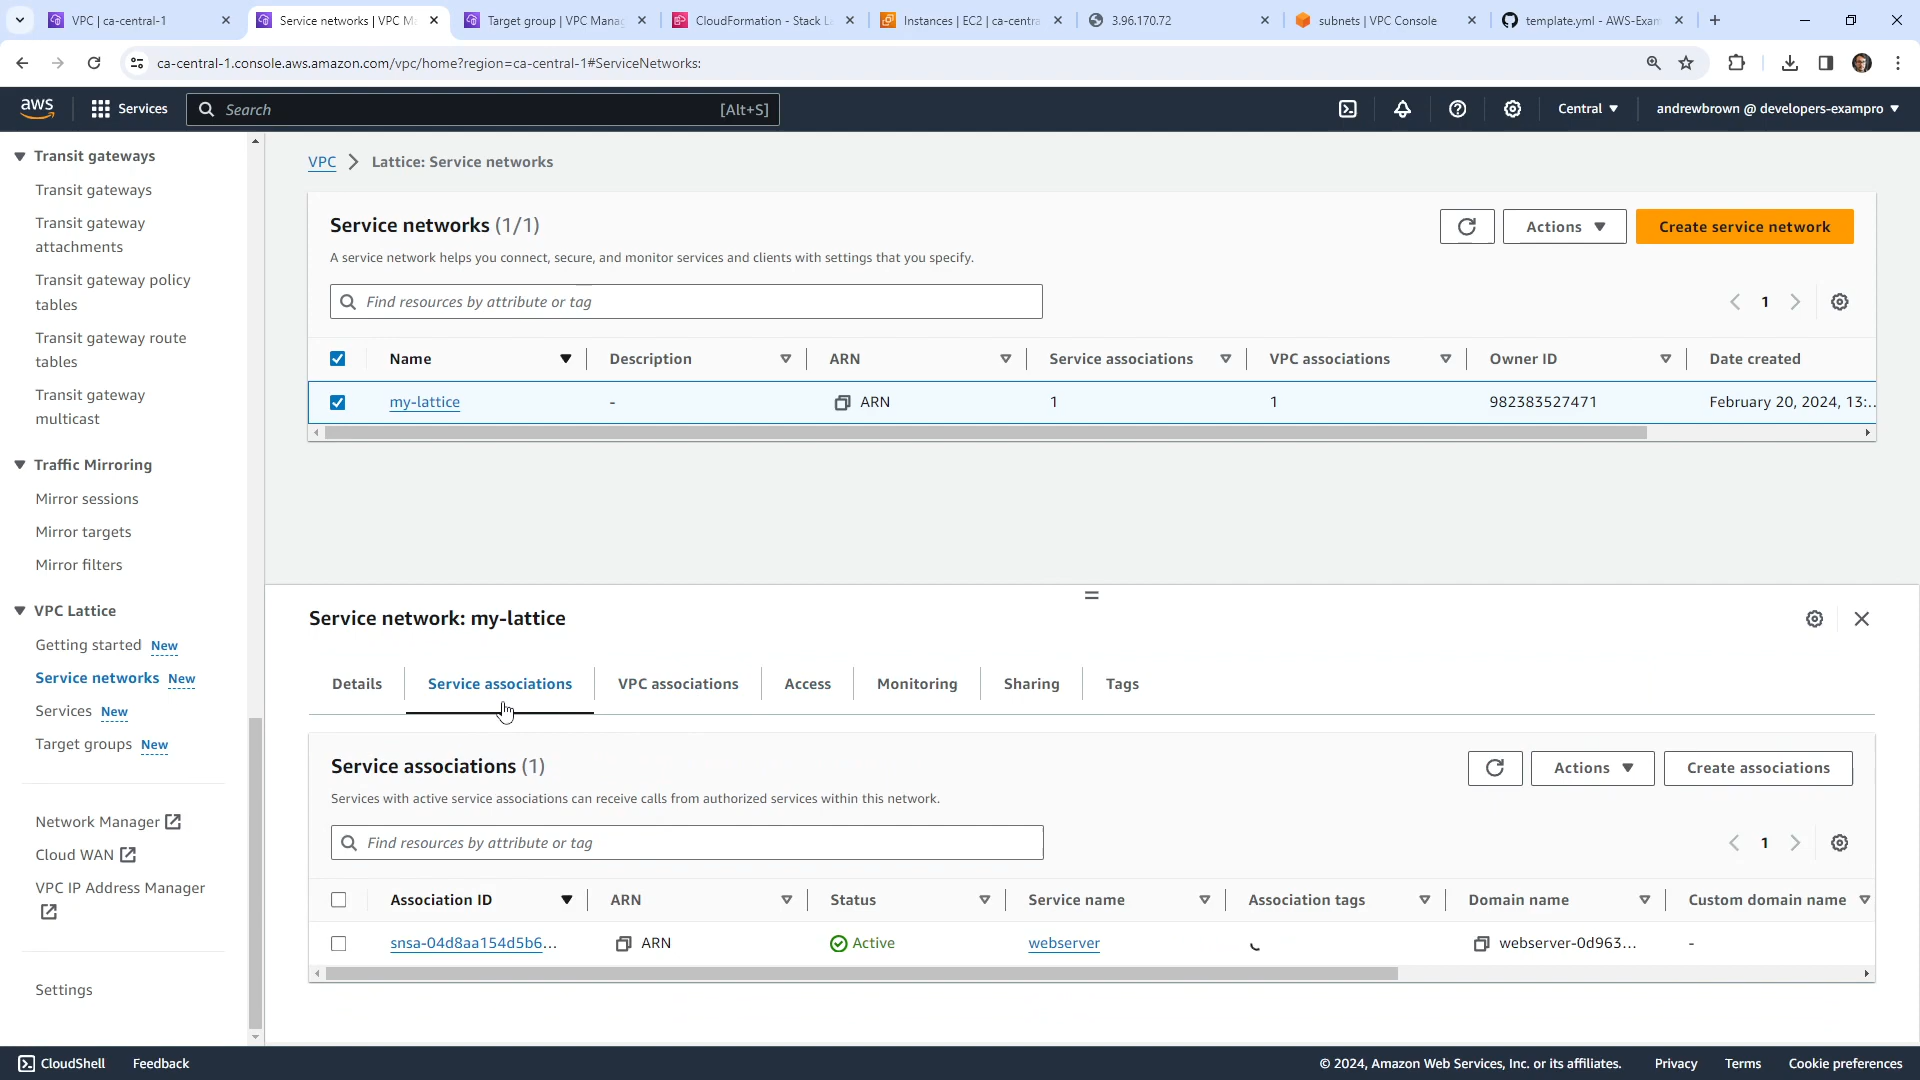 VPC | ca-central-1
Service networks | VPC M
Target group | VPC Manag
CloudFormation - Stack L
Instances | EC2 | ca-centra
3.96.170.72
subnets | VPC Console
template.yml - AWS-Exam
ca-central-1.console.aws.amazon.com/vpc/home?region=ca-central-1#ServiceNetworks:
aws
Services
Search
[Alt+S]
Central
andrewbrown @ developers-exampro
Transit gateways
Transit gateways
Transit gateway
attachments
Transit gateway policy
tables
Transit gateway route
tables
Transit gateway
multicast
Traffic Mirroring
Mirror sessions
Mirror targets
Mirror filters
VPC Lattice
Getting started New
Service networks New
Services New
Target groups New
Network Manager
Cloud WAN
VPC IP Address Manager
Settings
VPC > Lattice: Service networks
Service networks (1/1)
Actions
Create service network
A service network helps you connect, secure, and monitor services and clients with settings that you specify.
Find resources by attribute or tag
1
Name Description ARN Service associations VPC associations Owner ID Date created
my-lattice - ARN 1 1 982383527471 February 20, 2024, 13:...
Service network: my-lattice
Details Service associations VPC associations Access Monitoring Sharing Tags
Service associations (1)
Actions
Create associations
Services with active service associations can receive calls from authorized services within this network.
Find resources by attribute or tag
1
Association ID ARN Status Service name Association tags Domain name Custom domain name
snsa-04d8aa154d5b6... ARN Active webserver webserver-0d963... -
CloudShell Feedback © 2024, Amazon Web Services, Inc. or its affiliates. Privacy Terms Cookie preferences